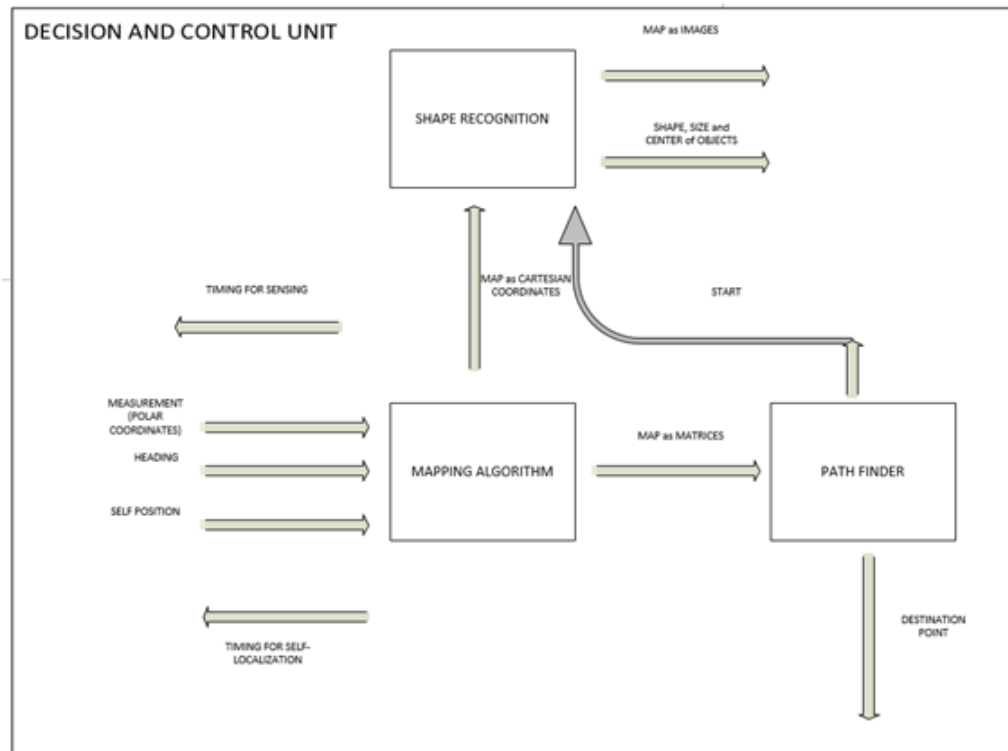 DECISION AND CONTROL UNIT
MAP as IMAGES
SHAPE RECOGNITION
SHAPE, SIZE and
CENTER of OBJECTS
TIMING FOR SENSING
MAP as CARTESIAN
COORDINATES
START
MEASUREMENT
(POLAR
COORDINATES)
HEADING
SELF POSITION
MAPPING ALGORITHM
MAP as MATRICES
PATH FINDER
TIMING FOR SELF-
LOCALIZATION
DESTINATION
POINT